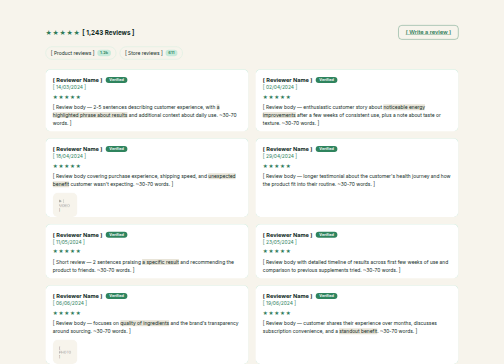 ★★★★★ [ 1,243 Reviews ]
[ Write a review ]
[ Product reviews ] 1.2k [ Store reviews ] 571
[ Reviewer Name ] Verified
[ 14/03/2024 ]
★★★★★
[ Review body — 2-5 sentences describing customer experience, with a
highlighted phrase about results and additional context about daily use. ~30-70
words. ]
[ Reviewer Name ] Verified
[ 02/04/2024 ]
★★★★★
[ Review body — enthusiastic customer story about noticeable energy
improvements after a few weeks of consistent use, plus a note about taste or
texture. ~30-70 words. ]
[ Reviewer Name ] Verified
[ 18/04/2024 ]
★★★★★
[ Review body covering purchase experience, shipping speed, and unexpected
benefit customer wasn't expecting. ~30-70 words. ]
[ Reviewer Name ] Verified
[ 29/04/2024 ]
★★★★★
[ Review body — longer testimonial about the customer's health journey and how
the product fit into their routine. ~30-70 words. ]
[ Reviewer Name ] Verified
[ 11/05/2024 ]
★★★★★
[ Short review — 2 sentences praising a specific result and recommending the
product to friends. ~30-70 words. ]
[ Reviewer Name ] Verified
[ 23/05/2024 ]
★★★★★
[ Review body with detailed timeline of results across first few weeks of use and
comparison to previous supplements tried. ~30-70 words. ]
[ Reviewer Name ] Verified
[ 06/06/2024 ]
★★★★★
[ Review body — focuses on quality of ingredients and the brand's transparency
around sourcing. ~30-70 words. ]
[ Reviewer Name ] Verified
[ 19/06/2024 ]
★★★★★
[ Review body — customer shares their experience over months, discusses
subscription convenience, and a standout benefit. ~30-70 words. ]